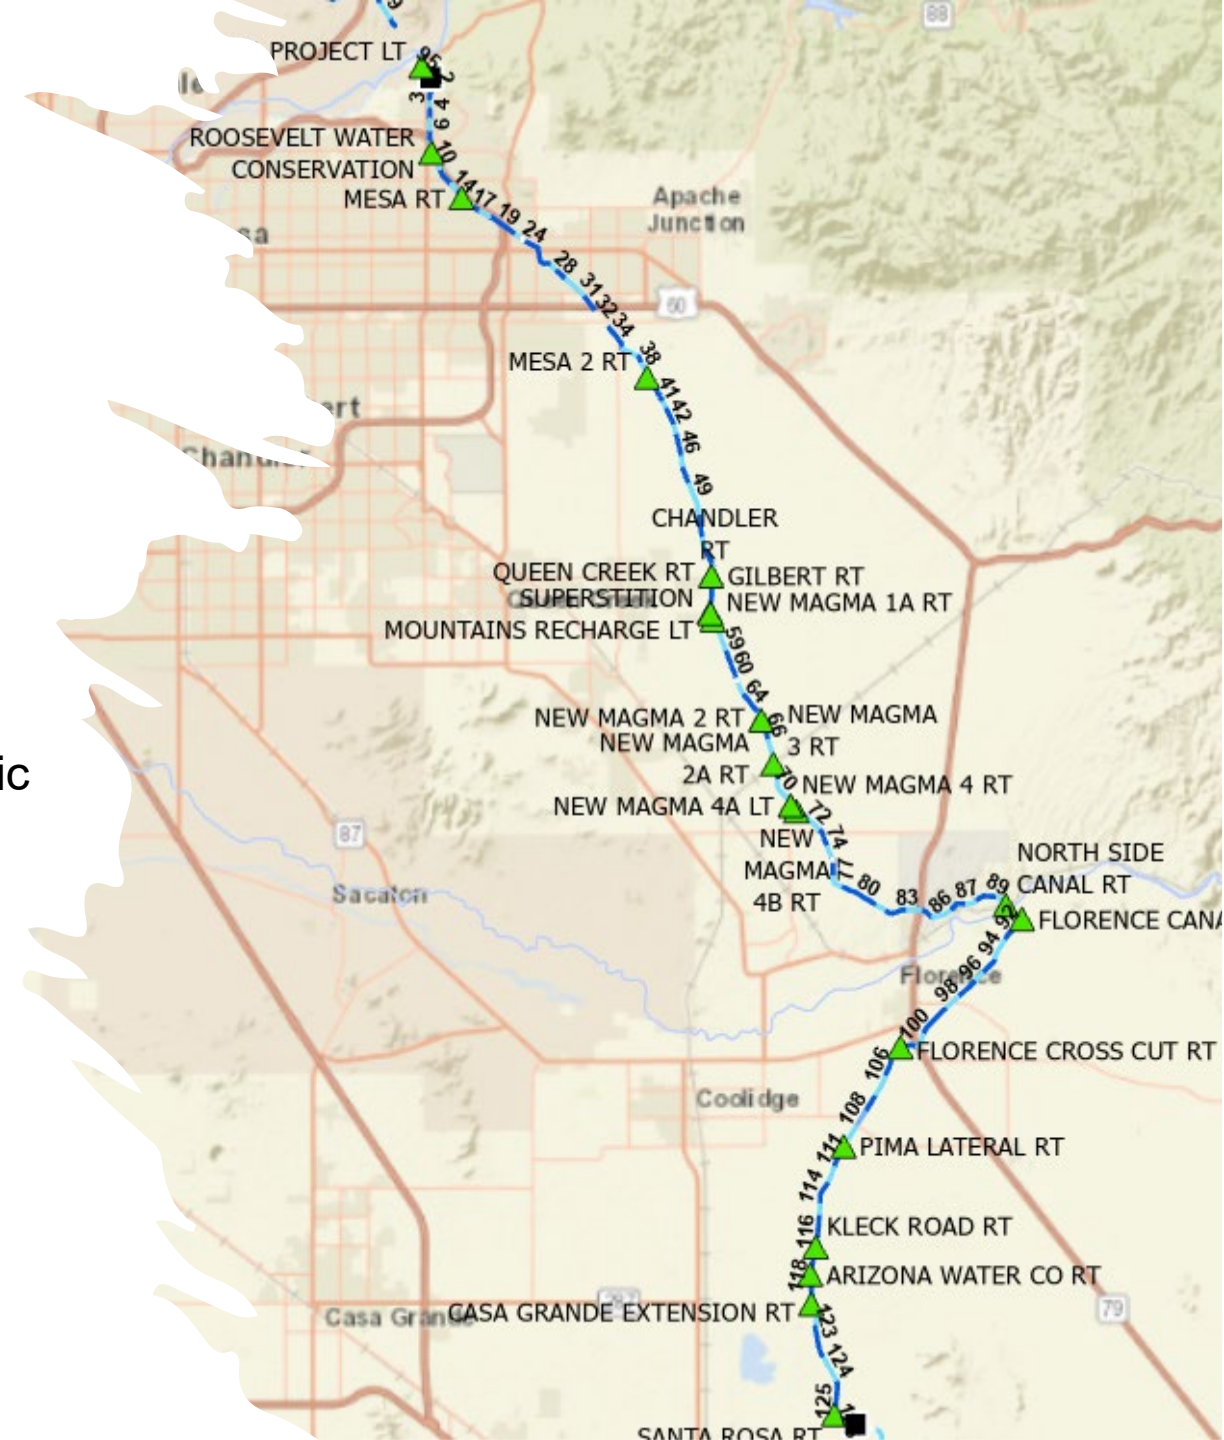 PROJECT LT
95
2
3
4
6
88
ROOSEVELT WATER
CONSERVATION
10
14
MESA RT
17
19
24
Apache
Junction
28
31
32
34
60
MESA 2 RT
38
41
42
46
49
CHANDLER
RT
QUEEN CREEK RT
GILBERT RT
SUPERSTITION
MOUNTAINS RECHARGE LT
NEW MAGMA 1A RT
59
60
64
NEW MAGMA 2 RT
66
NEW MAGMA
3 RT
NEW MAGMA
2A RT
70
NEW MAGMA 4 RT
NEW MAGMA 4A LT
72
74
77
NEW
MAGMA
4B RT
ic
87
Sacaton
80
83
86
87
89
NORTH SIDE
CANAL RT
92
FLORENCE CANA
94
96
98
Florence
100
FLORENCE CROSS CUT RT
106
Coolidge
108
111
PIMA LATERAL RT
114
116
KLECK ROAD RT
118
ARIZONA WATER CO RT
Casa Grande
CASA GRANDE EXTENSION RT
79
123
124
125
SANTA ROSA RT